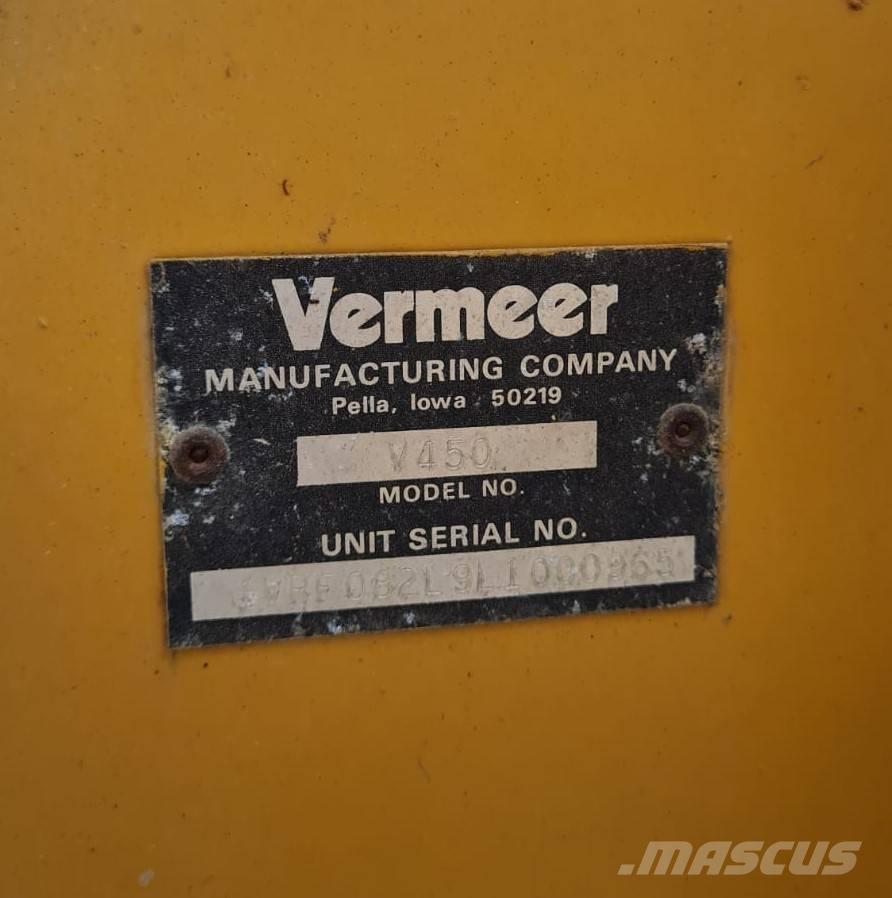 Vermeer
MANUFACTURING COMPANY
Pella, Iowa 50219
V450
MODEL NO.
UNIT SERIAL NO.
.MASCUS